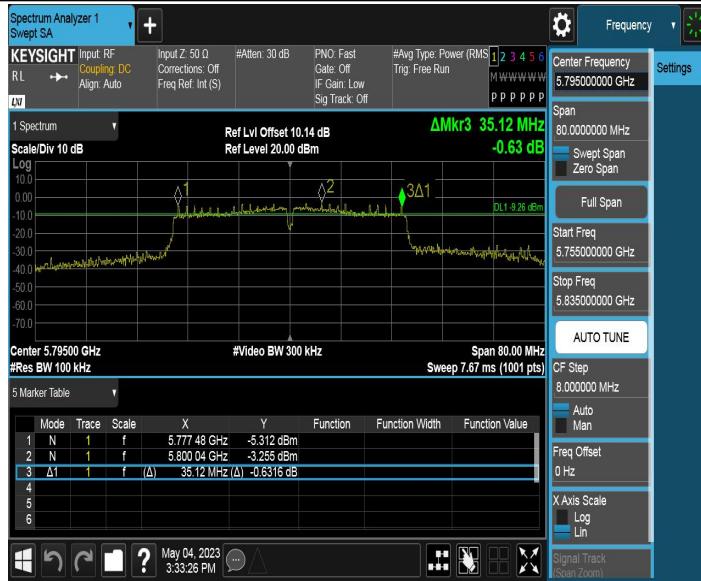 Spectrum Analyzer 1
Swept SA
Frequency
KEYSIGHT
RL
LXI
Input: RF
Coupling: DC
Align: Auto
Input Z: 50 Ω
Corrections: Off
Freq Ref: Int (S)
#Atten: 30 dB
PNO: Fast
Gate: Off
IF Gain: Low
Sig Track: Off
#Avg Type: Power (RMS
Trig: Free Run
1 2 3 4 5 6
M W W W W W
P P P P P P
Settings
1 Spectrum
Scale/Div 10 dB
Ref Lvl Offset 10.14 dB
Ref Level 20.00 dBm
ΔMkr3 35.12 MHz
-0.63 dB
Log
10.0
0.00
-10.0
-20.0
-30.0
-40.0
-50.0
-60.0
-70.0
1
2
3Δ1
DL1 -9.26 dBm
Center 5.79500 GHz
#Video BW 300 kHz
Span 80.00 MHz
#Res BW 100 kHz
Sweep 7.67 ms (1001 pts)
5 Marker Table
Mode Trace Scale X Y Function Function Width Function Value
1 N 1 f 5.777 48 GHz -5.312 dBm
2 N 1 f 5.800 04 GHz -3.255 dBm
3 Δ1 1 f (Δ) 35.12 MHz (Δ) -0.6316 dB
4
5
6
Center Frequency
5.795000000 GHz
Span
80.0000000 MHz
Swept Span
Zero Span
Full Span
Start Freq
5.755000000 GHz
Stop Freq
5.835000000 GHz
AUTO TUNE
CF Step
8.000000 MHz
Auto
Man
Freq Offset
0 Hz
X Axis Scale
Log
Lin
Signal Track
(Span Zoom)
?
May 04, 2023
3:33:26 PM